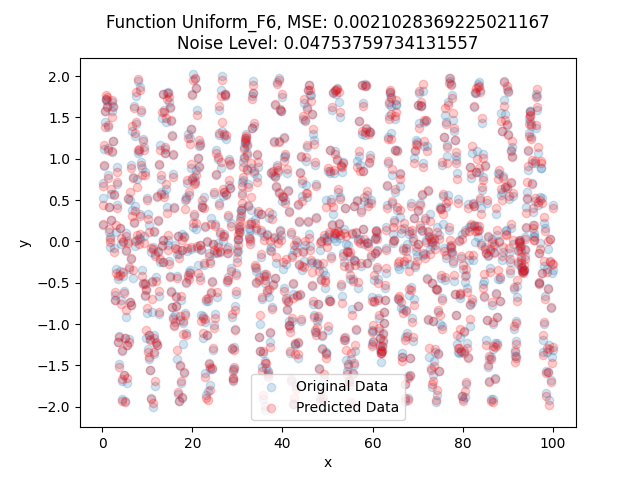 Function Uniform_F6, MSE: 0.0021028369225021167
Noise Level: 0.04753759734131557
2.0
1.5
1.0
0.5
0.0
−0.5
−1.0
−1.5
−2.0
y
Original Data
Predicted Data
0
20
40
60
80
100
x